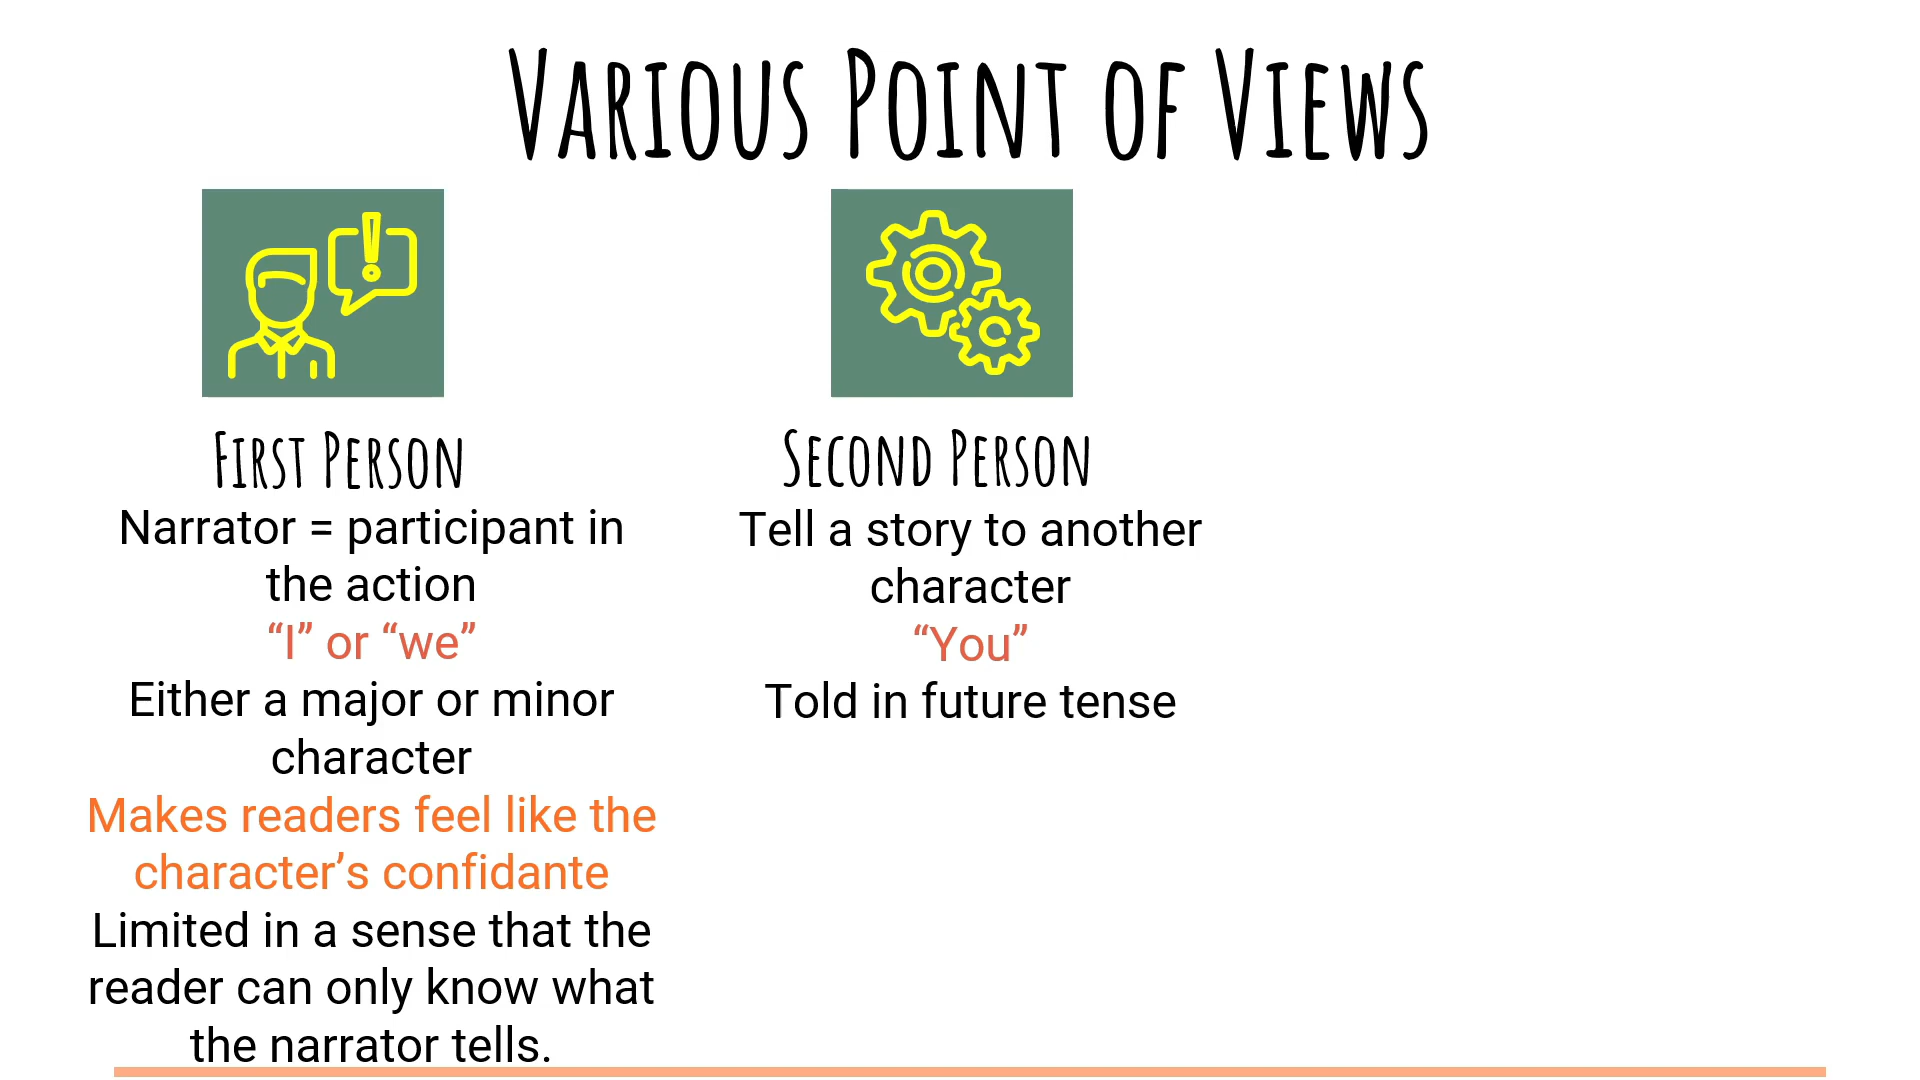 Various Point of Views
First Person
Narrator = participant in
the action
“I” or “we”
Either a major or minor
character
Makes readers feel like the
character’s confidante
Limited in a sense that the
reader can only know what
the narrator tells.
Second Person
Tell a story to another
character
“You”
Told in future tense